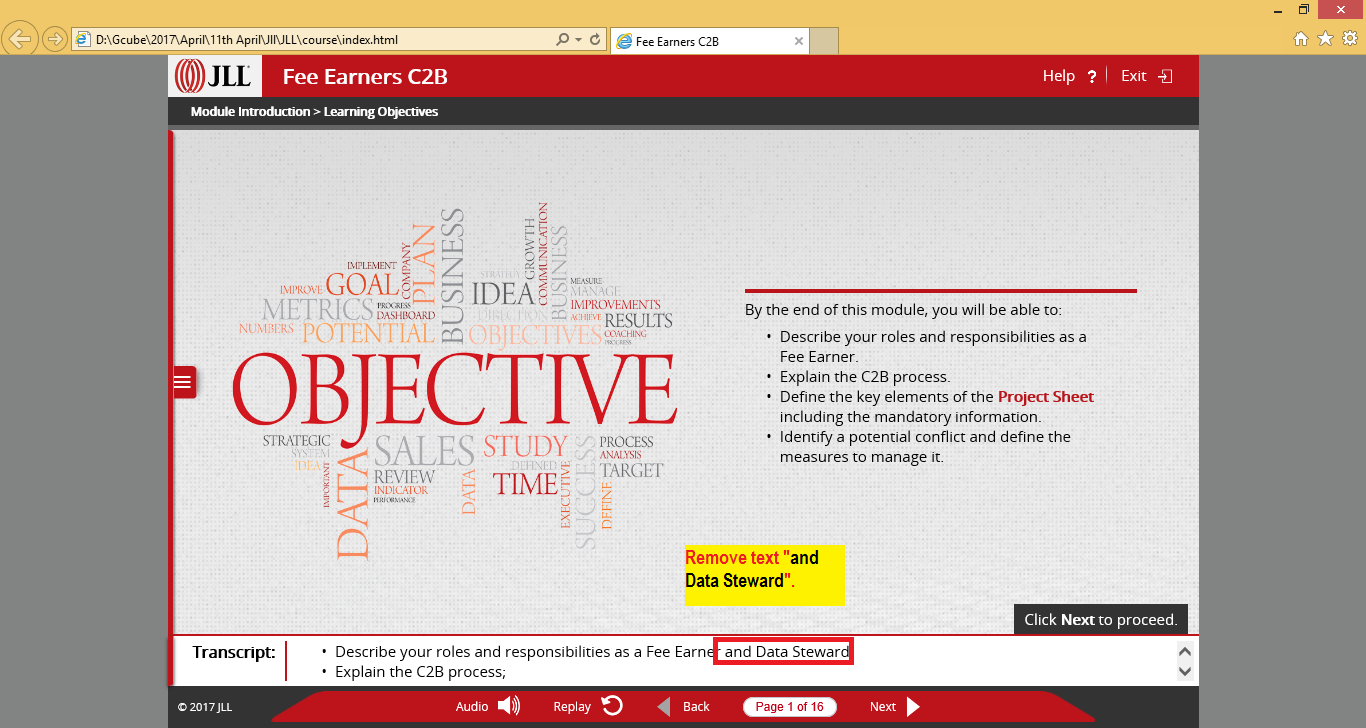 D:\Gcube\2017\April\11th April\Jll\JLL\course\index.html
Fee Earners C2B
JLL
Fee Earners C2B
Help ?
Exit
Module Introduction > Learning Objectives
IMPLEMENT
GOAL
COMPANY
PLAN
BUSINESS
IMPROVE
METRICS
PROGRESS
DASHBOARD
NUMBERS
POTENTIAL
STRATEGY
GROWTH
COMMUNICATION
BUSINESS
IDEA
MEASURE
MANAGE
IMPROVEMENTS
DIRECTION
ACHIEVE
RESULTS
OBJECTIVES
COACHING
PROGRESS
OBJECTIVE
STRATEGIC
SYSTEM
IDEA
IMPORTANT
DATA
SALES
REVIEW
INDICATOR
PERFORMANCE
DATA
STUDY
DEFINED
TIME
EXECUTIVE
SUCCESS
PROCESS
ANALYSIS
TARGET
DEFINE
By the end of this module, you will be able to:
• Describe your roles and responsibilities as a
Fee Earner.
• Explain the C2B process.
• Define the key elements of the Project Sheet
including the mandatory information.
• Identify a potential conflict and define the
measures to manage it.
Remove text "and
Data Steward".
Click Next to proceed.
Transcript:
• Describe your roles and responsibilities as a Fee Earner and Data Steward
• Explain the C2B process;
© 2017 JLL
Audio
Replay
Back
Page 1 of 16
Next